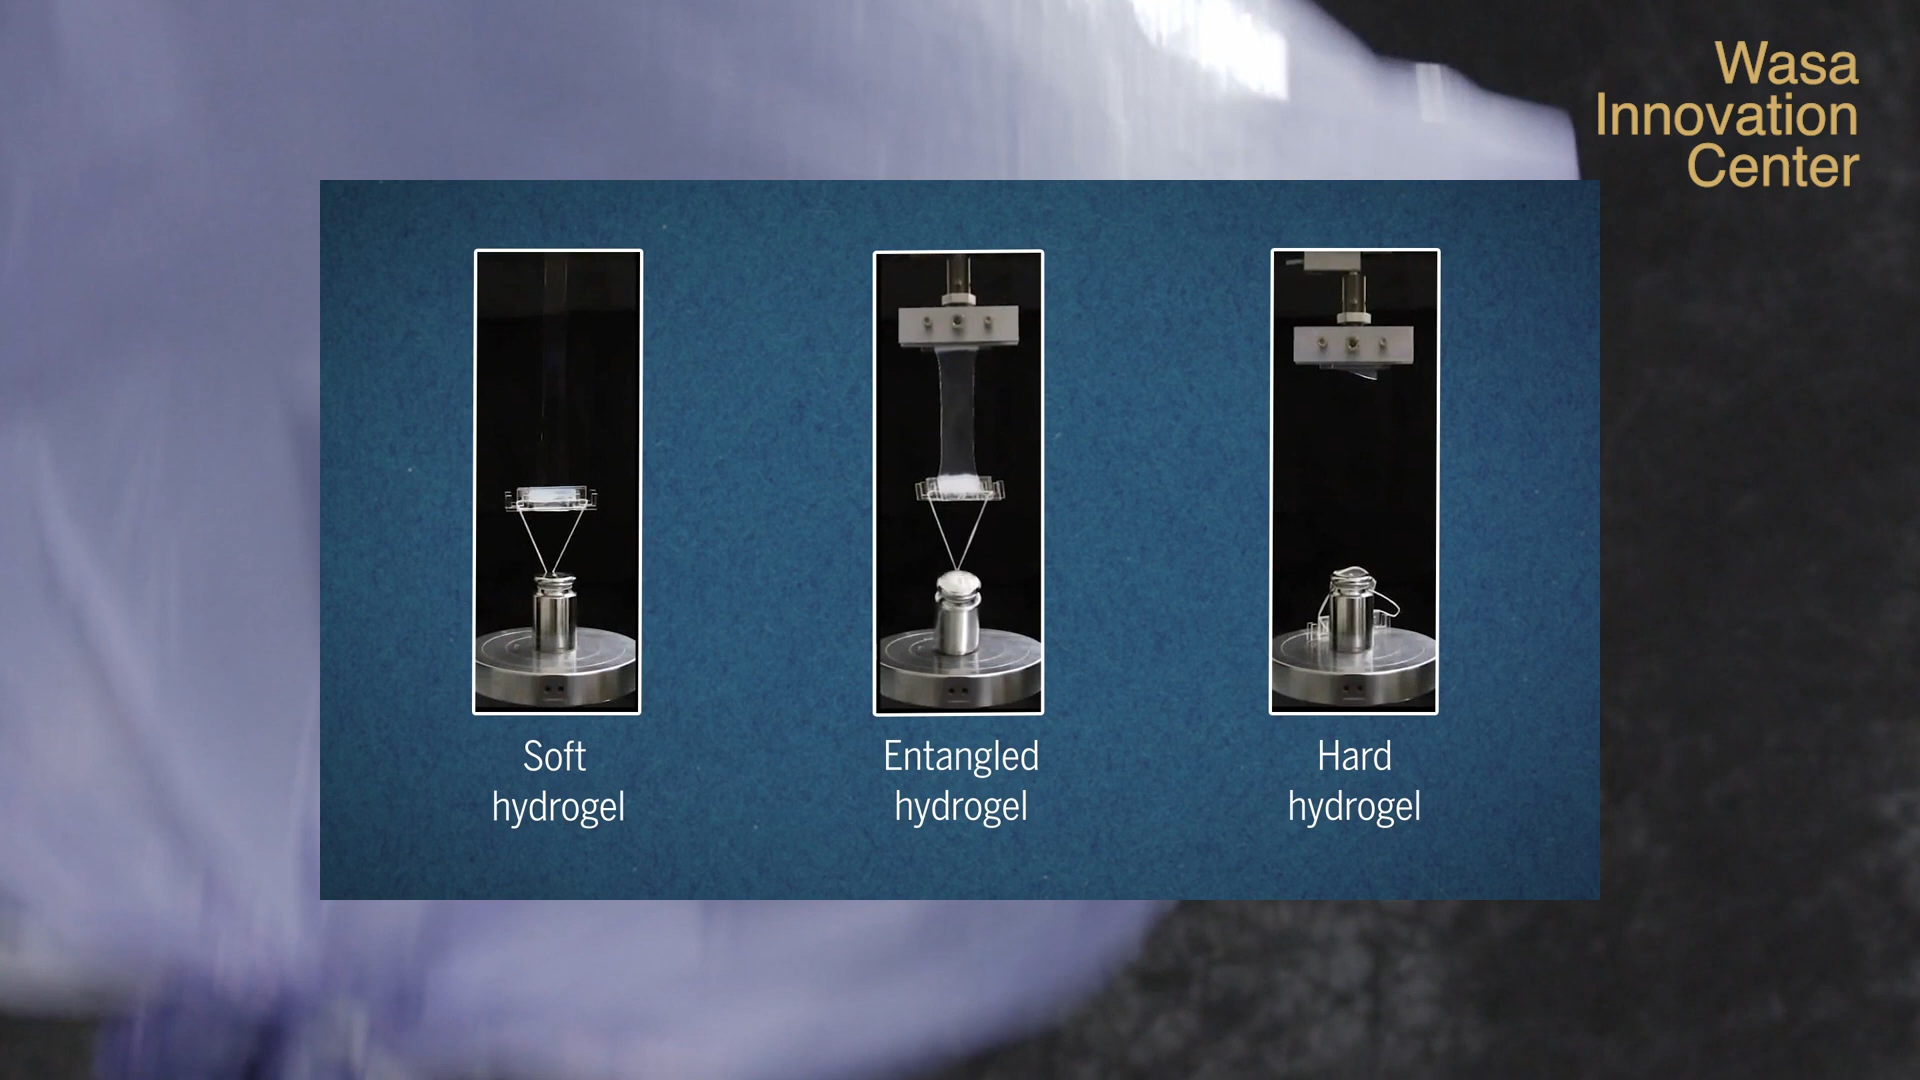 Wasa
Innovation
Center
Soft
hydrogel
Entangled
hydrogel
Hard
hydrogel